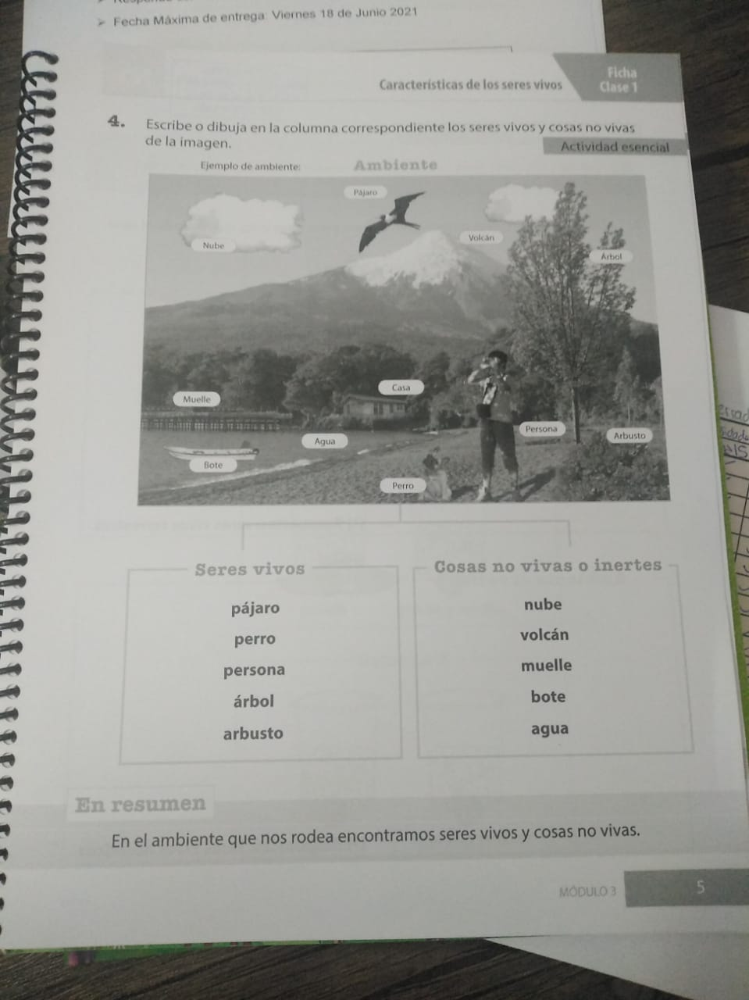 Fecha Máxima de entrega: Viernes 18 de Junio 2021
Características de los seres vivos
Ficha
Clase 1
4. Escribe o dibuja en la columna correspondiente los seres vivos y cosas no vivas
de la imagen.
Actividad esencial
Ejemplo de ambiente:
Ambiente
Pájaro
Nube
Volcán
Árbol
Casa
Muelle
Persona
Arbusto
Agua
Bote
Perro
Seres vivos
pájaro
perro
persona
árbol
arbusto
Cosas no vivas o inertes
nube
volcán
muelle
bote
agua
En resumen
En el ambiente que nos rodea encontramos seres vivos y cosas no vivas.
MÓDULO 3
5